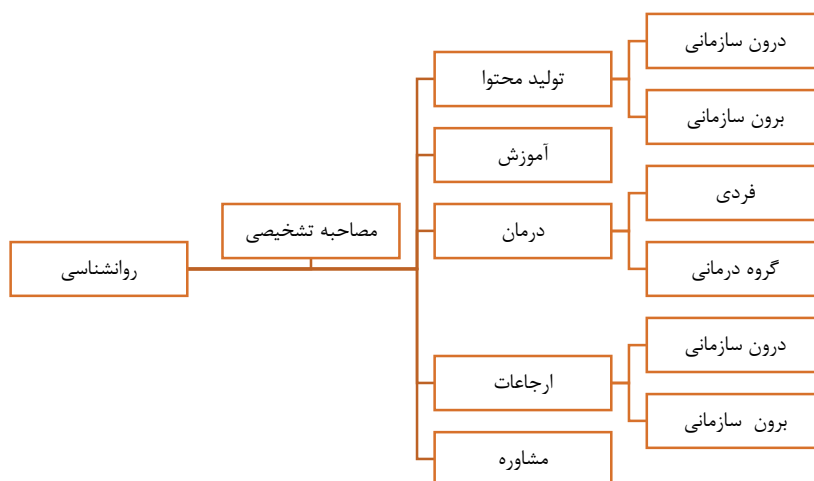 روانشناسی
مصاحبه تشخیصی
تولید محتوا
درون سازمانی
برون سازمانی
آموزش
درمان
فردی
گروه درمانی
ارجاعات
درون سازمانی
برون سازمانی
مشاوره